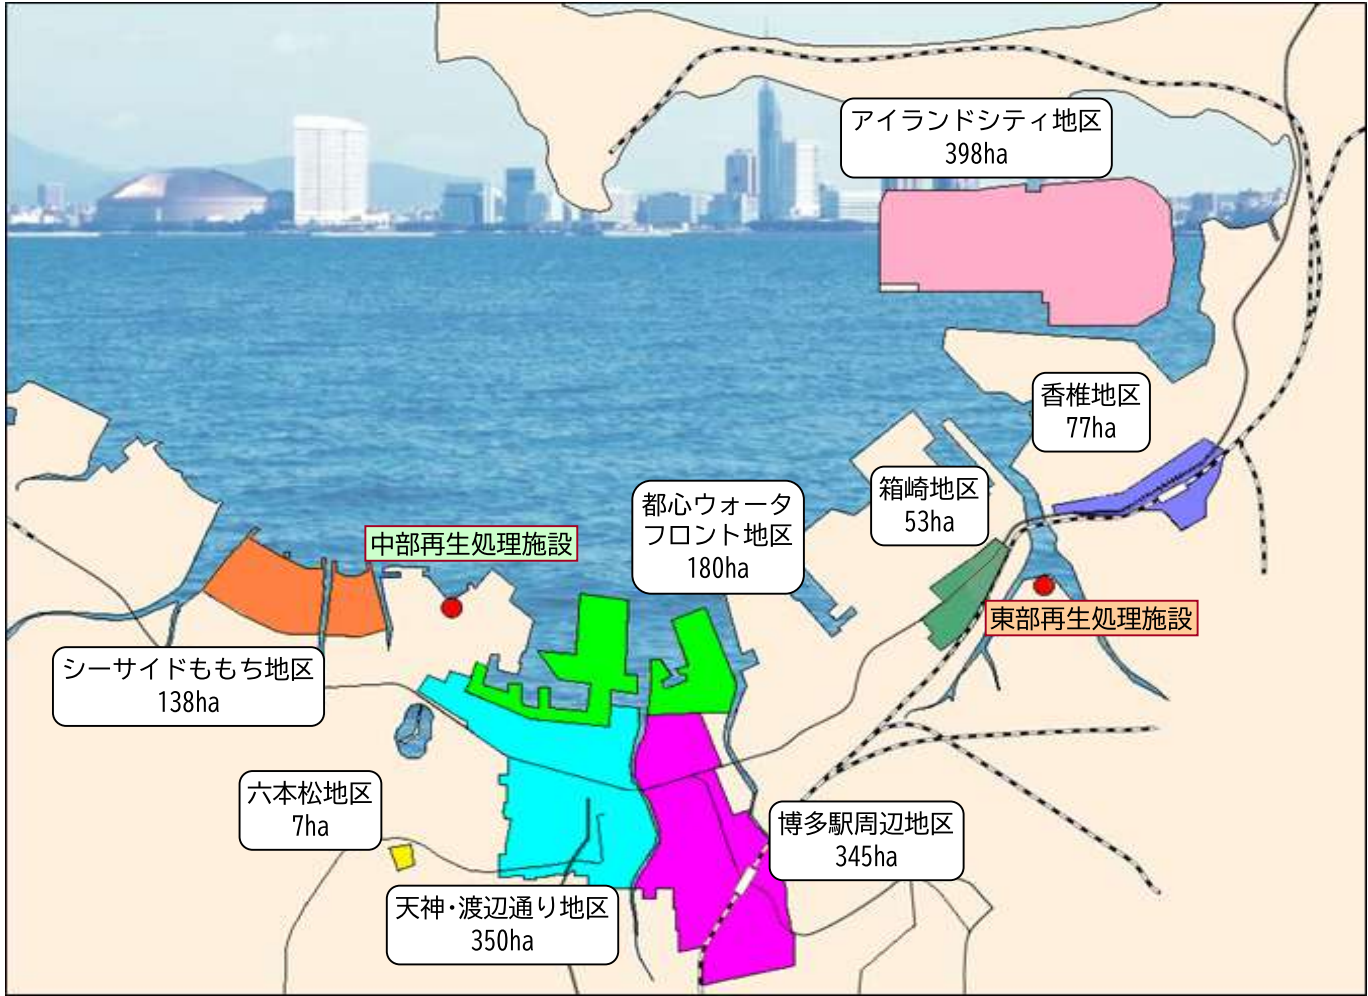 アイランドシティ地区
398ha
香椎地区
77ha
箱崎地区
53ha
都心ウォータ
フロント地区
180ha
中部再生処理施設
東部再生処理施設
シーサイドももち地区
138ha
六本松地区
7ha
博多駅周辺地区
345ha
天神・渡辺通り地区
350ha